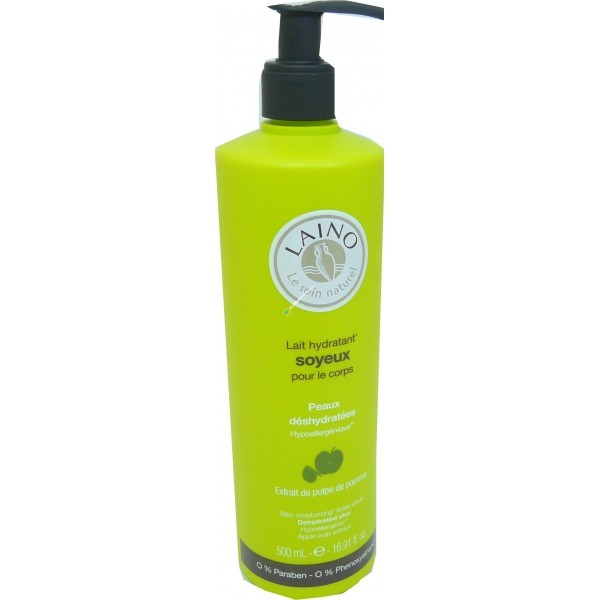 LAINO
Le soin naturel
Lait hydratant*
soyeux
pour le corps
Peaux
déshydratées
Hypoallergénique**
Extrait de pulpe de pomme
Silky moisturizing* body lotion
Dehydrated skin
Hypoallergenic**
Apple pulp extract
500 mL - e - 16.91 fl. oz.
0 % Paraben - 0 %